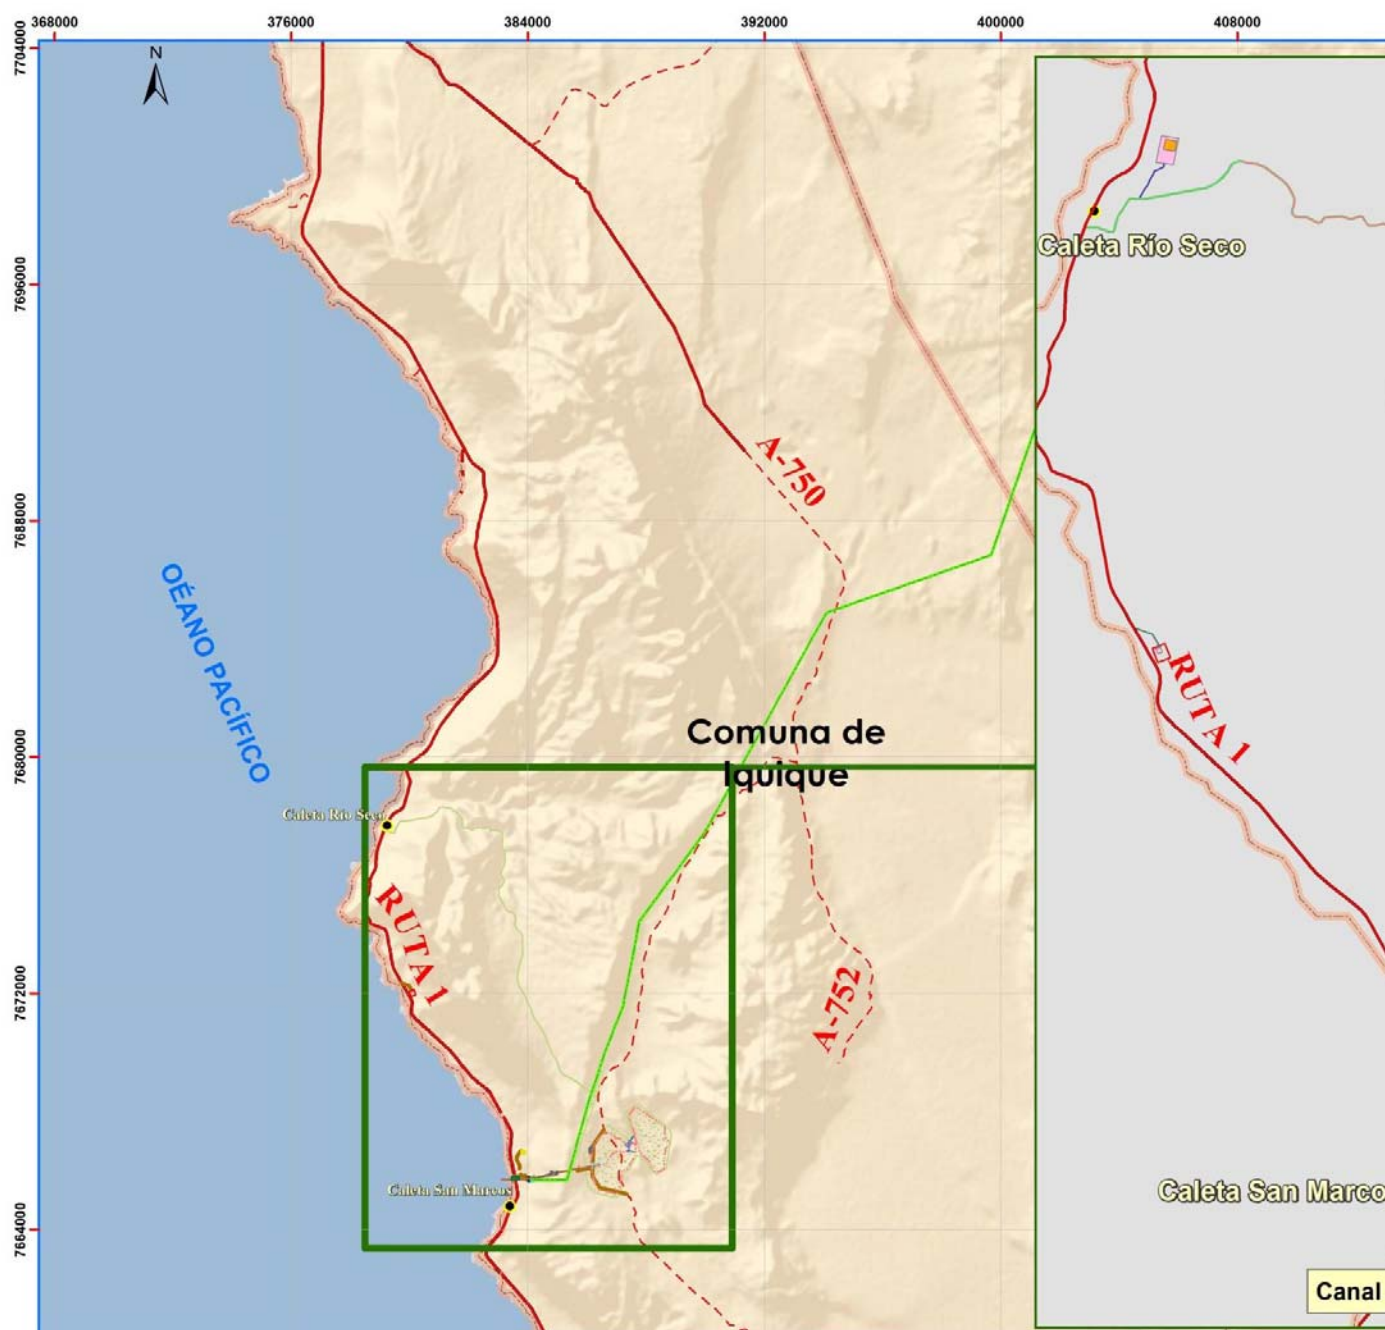 368000
376000
384000
392000
400000
408000
7704000
N
7696000
Caleta Río Seco
A-750
7688000
OÉANO PACÍFICO
RUTA 1
Comuna de
Iquique
7680000
Caleta Río Seco
RUTA 1
7672000
A-752
Caleta San Marcos
Caleta San Marco
7664000
Canal